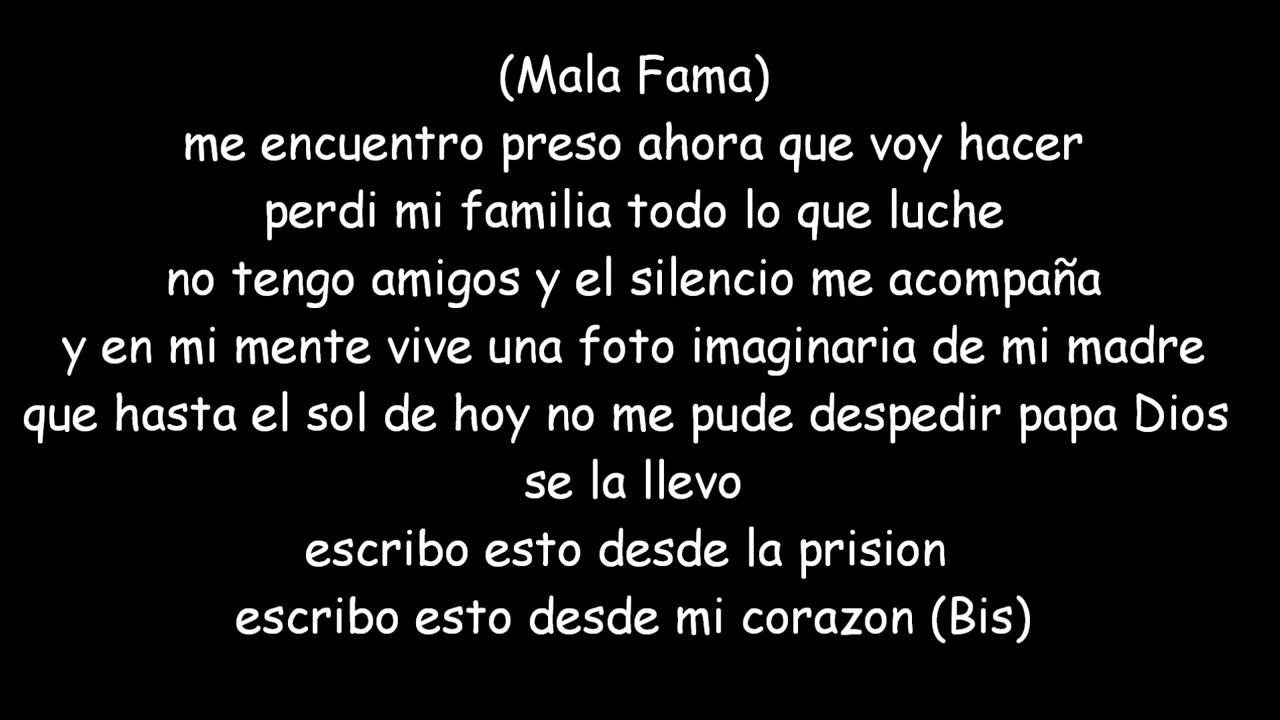 (Mala Fama)
me encuentro preso ahora que voy hacer
perdi mi familia todo lo que luche
no tengo amigos y el silencio me acompaña
y en mi mente vive una foto imaginaria de mi madre
que hasta el sol de hoy no me pude despedir papa Dios
se la llevo
escribo esto desde la prision
escribo esto desde mi corazon (Bis)